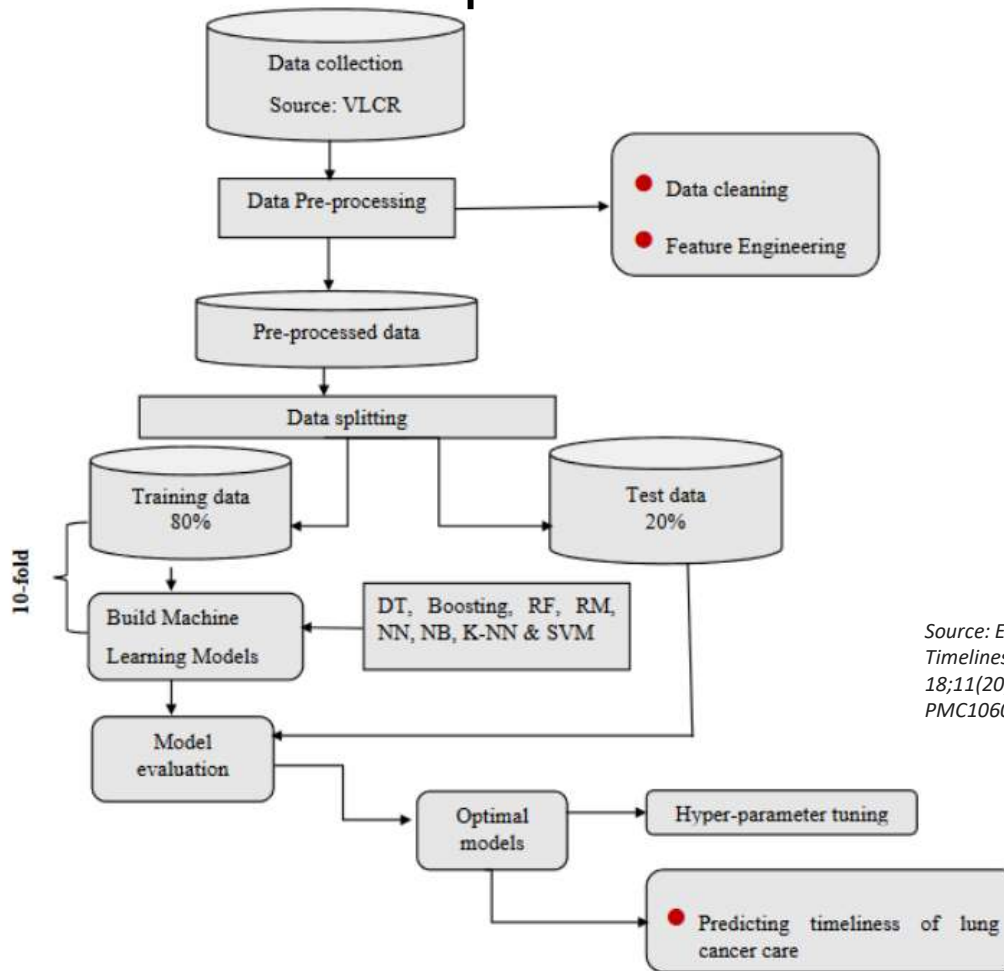 Data collection
Source: VLCR
Data Pre-processing
Data cleaning
Feature Engineering
Pre-processed data
Data splitting
Training data
80%
Test data
20%
10-fold
Build Machine
Learning Models
DT, Boosting, RF, RM,
NN, NB, K-NN & SVM
Source: E
Timelines
18;11(20
PMC1060
Model
evaluation
Optimal
models
Hyper-parameter tuning
Predicting timeliness of lung
cancer care